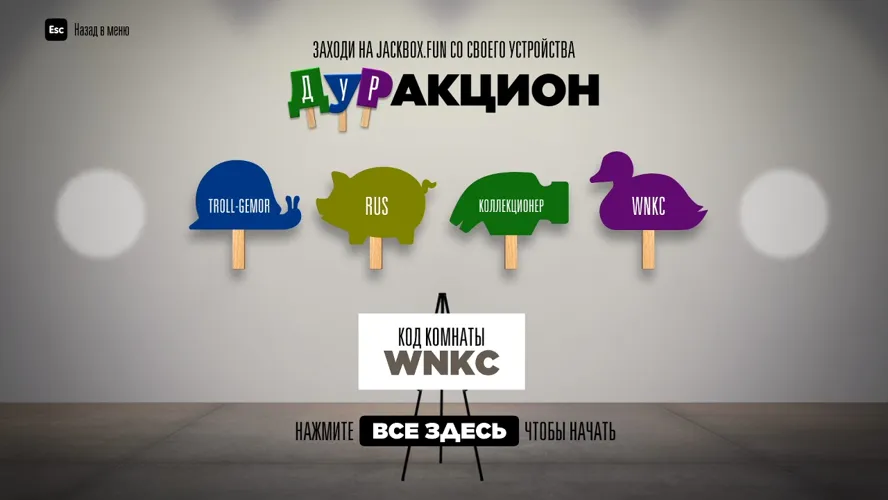 Esc Назад в меню
ЗАХОДИ НА JACKBOX.FUN СО СВОЕГО УСТРОЙСТВА
ДУРАКЦИОН
TROLL-GEMOR
RUS
КОЛЛЕКЦИОНЕР
WNKC
КОД КОМНАТЫ
WNKC
НАЖМИТЕ ВСЕ ЗДЕСЬ ЧТОБЫ НАЧАТЬ